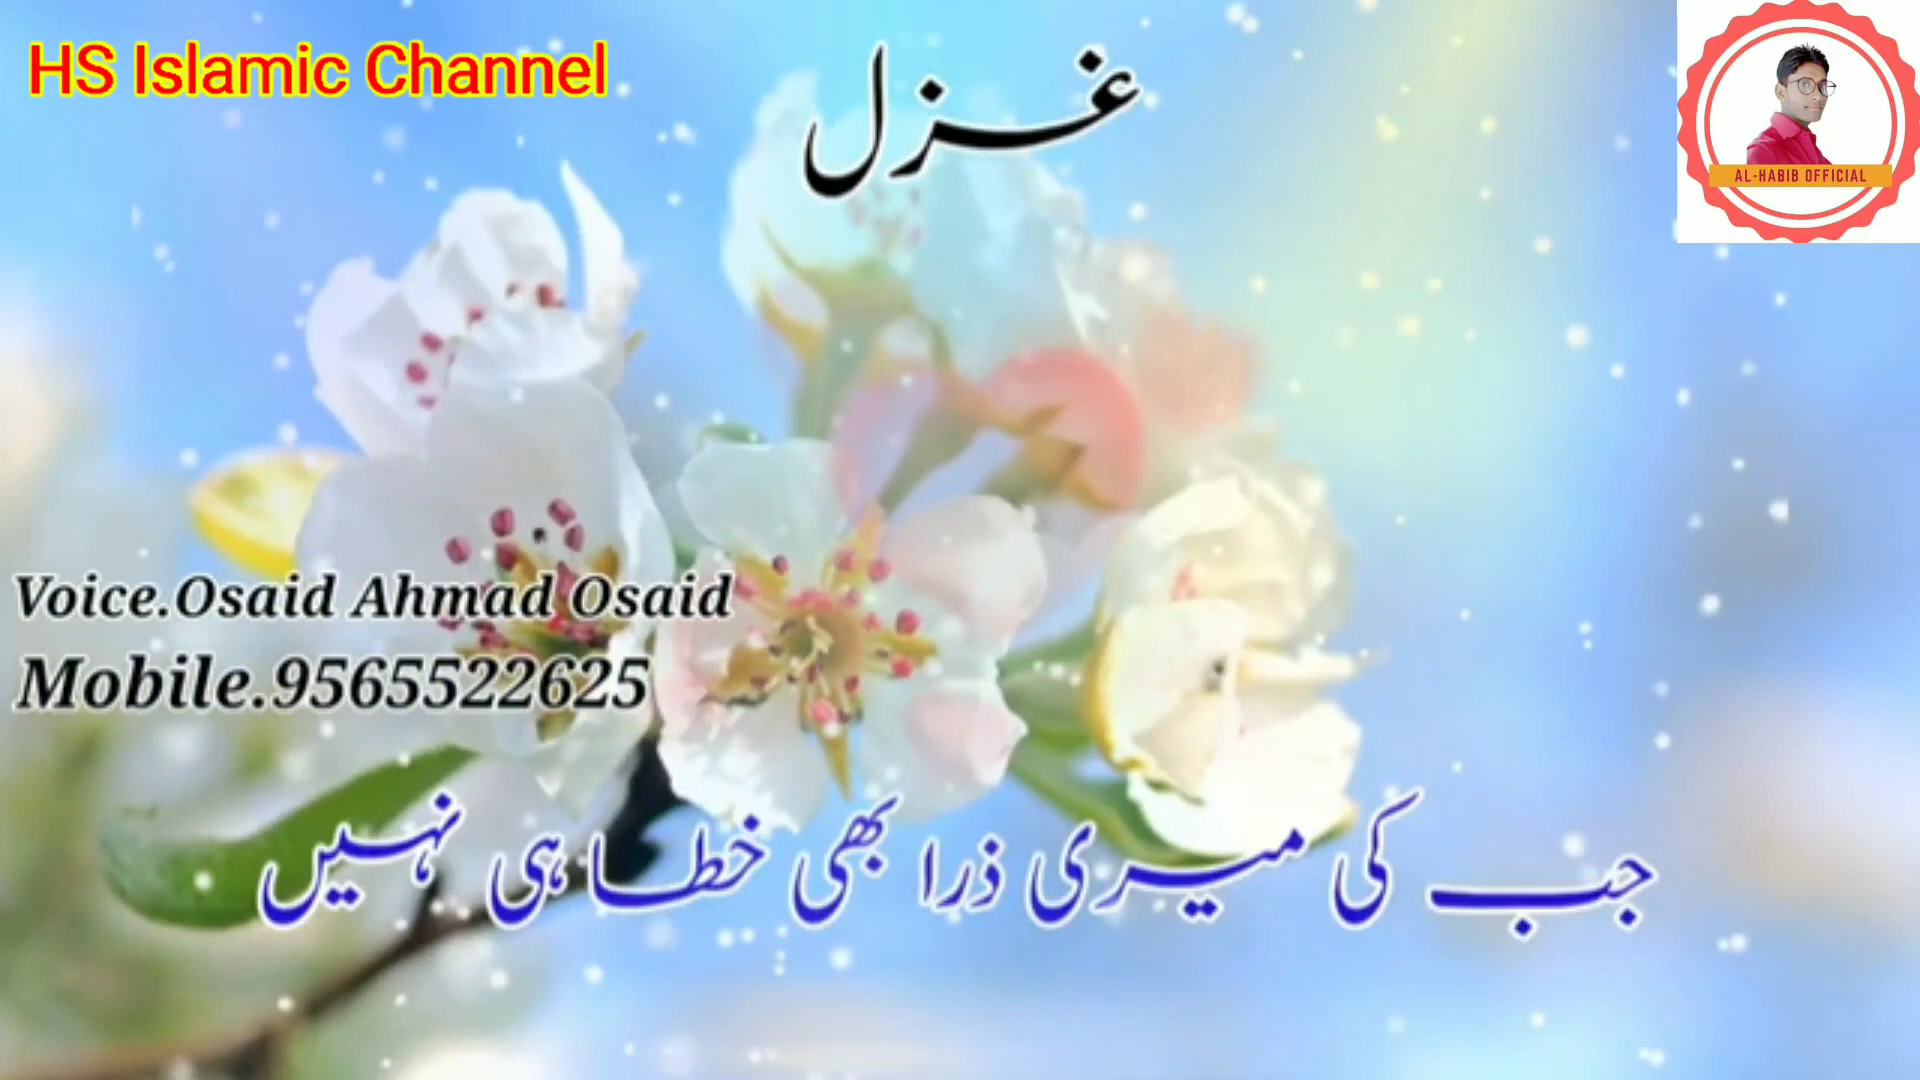 HS Islamic Channel
غزل
AL-HABIB OFFICIAL
Voice.Osaid Ahmad Osaid
Mobile.9565522625
جب کی میری ذرا بھی خطا ہی نہیں